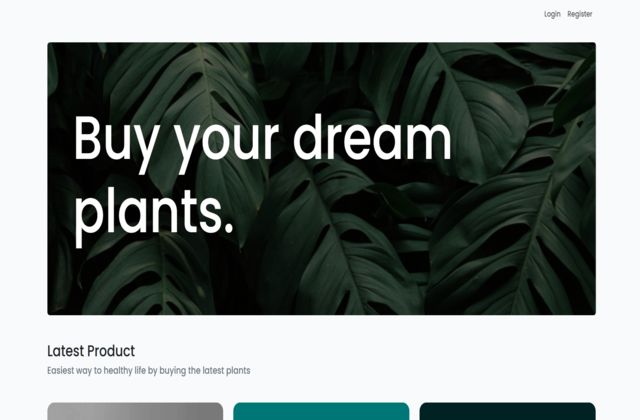 Login Register
Buy your dream
plants.
Latest Product
Easiest way to healthy life by buying the latest plants